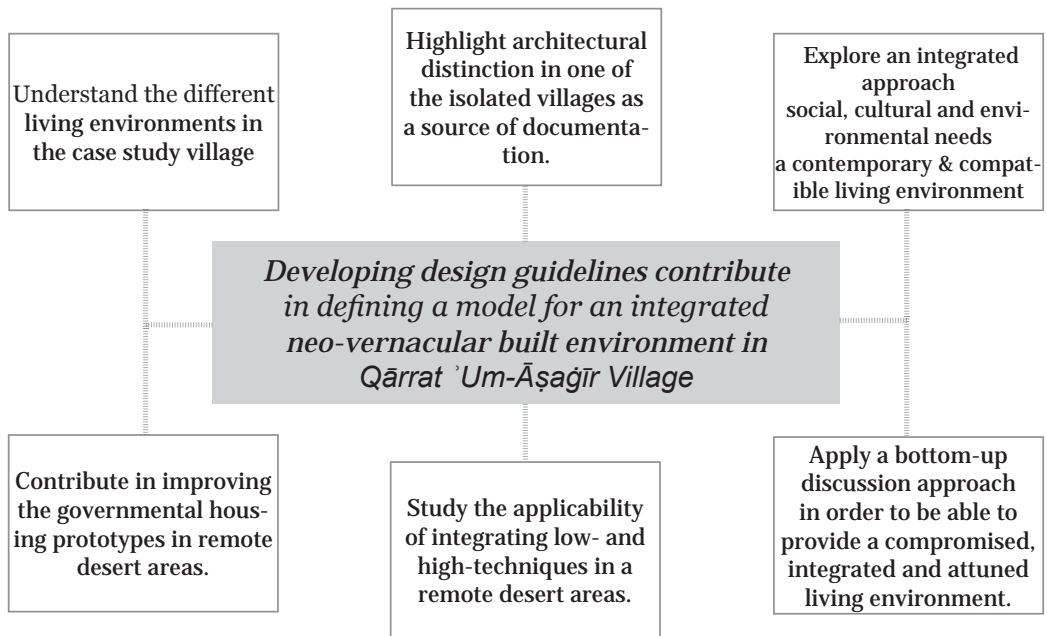 Understand the different
living environments in
the case study village
Highlight architectural
distinction in one of
the isolated villages as
a source of documenta-
tion.
Explore an integrated
approach
social, cultural and envi-
ronmental needs
a contemporary & compat-
ible living environment
Developing design guidelines contribute
in defining a model for an integrated
neo-vernacular built environment in
Qārrat ʾUm-Āṣaġīr Village
Contribute in improving
the governmental hous-
ing prototypes in remote
desert areas.
Study the applicability
of integrating low- and
high-techniques in a
remote desert areas.
Apply a bottom-up
discussion approach
in order to be able to
provide a compromised,
integrated and attuned
living environment.